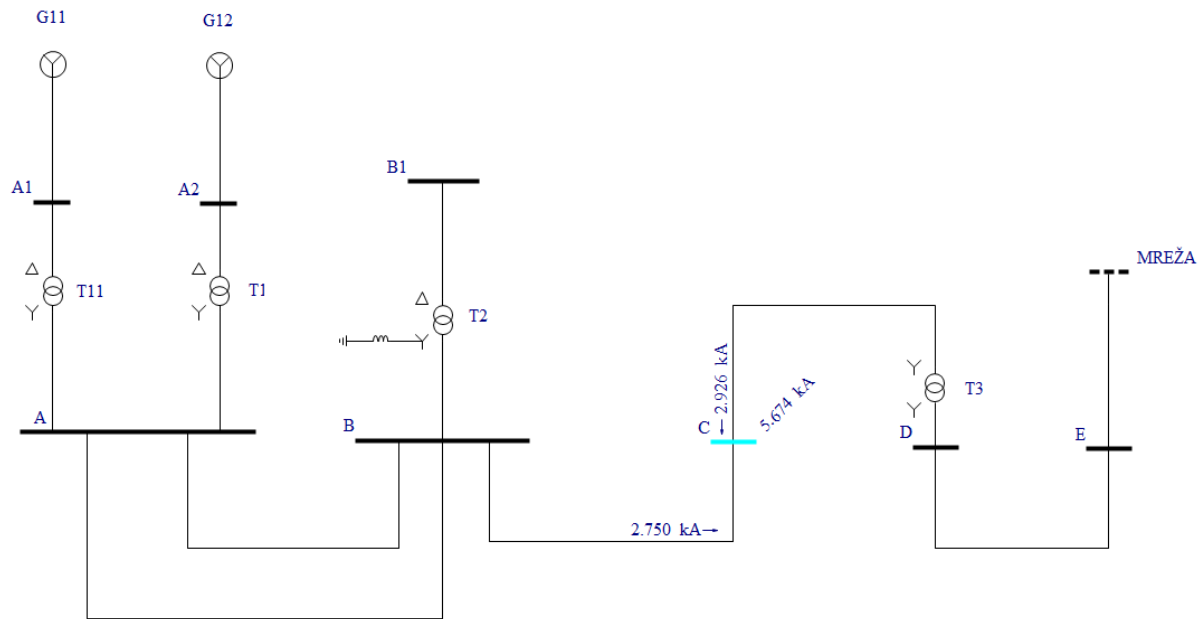 G11
G12
B1
A1
A2
MREŽA
T11
T1
T2
2.926 kA
5.674 kA
T3
A
B
C
D
E
2.750 kA